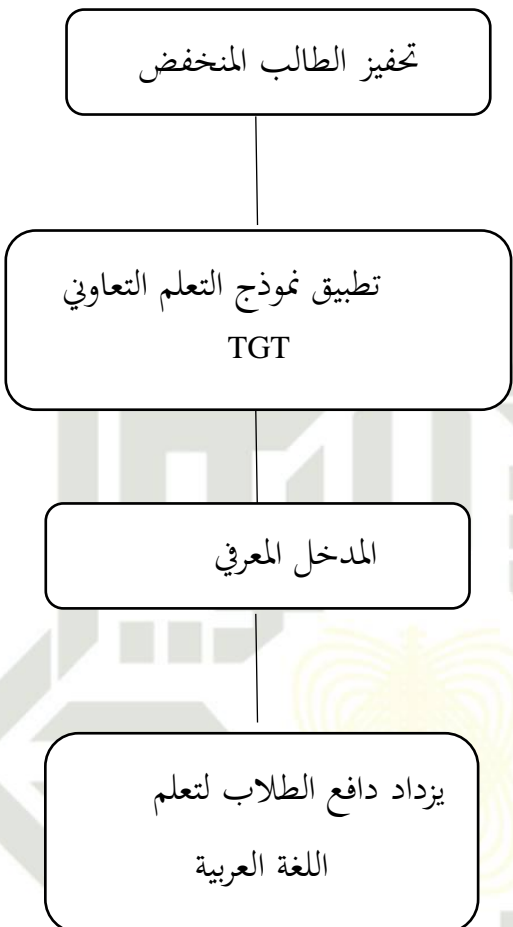 تحفيز الطالب المنخفض
تطبيق نموذج التعلم التعاوني
TGT
المدخل المعرفي
يزداد دافع الطلاب لتعلم
اللغة العربية